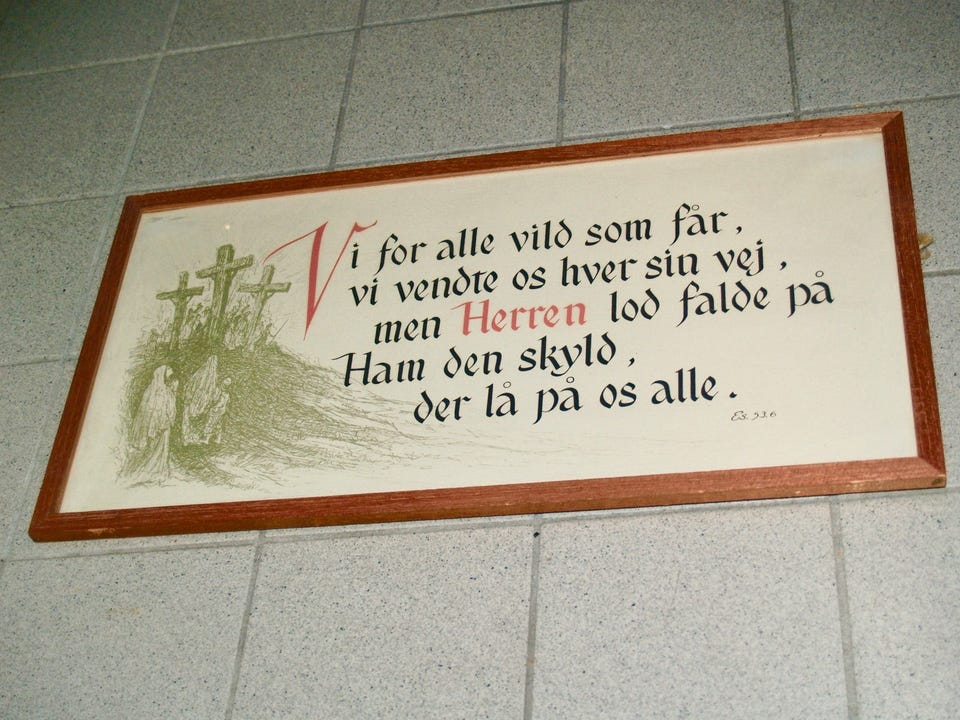 Vi for alle vild som får,
vi vendte os hver sin vej,
men Herren lod falde på
Ham den skyld,
der lå på os alle.
Es. 53.6